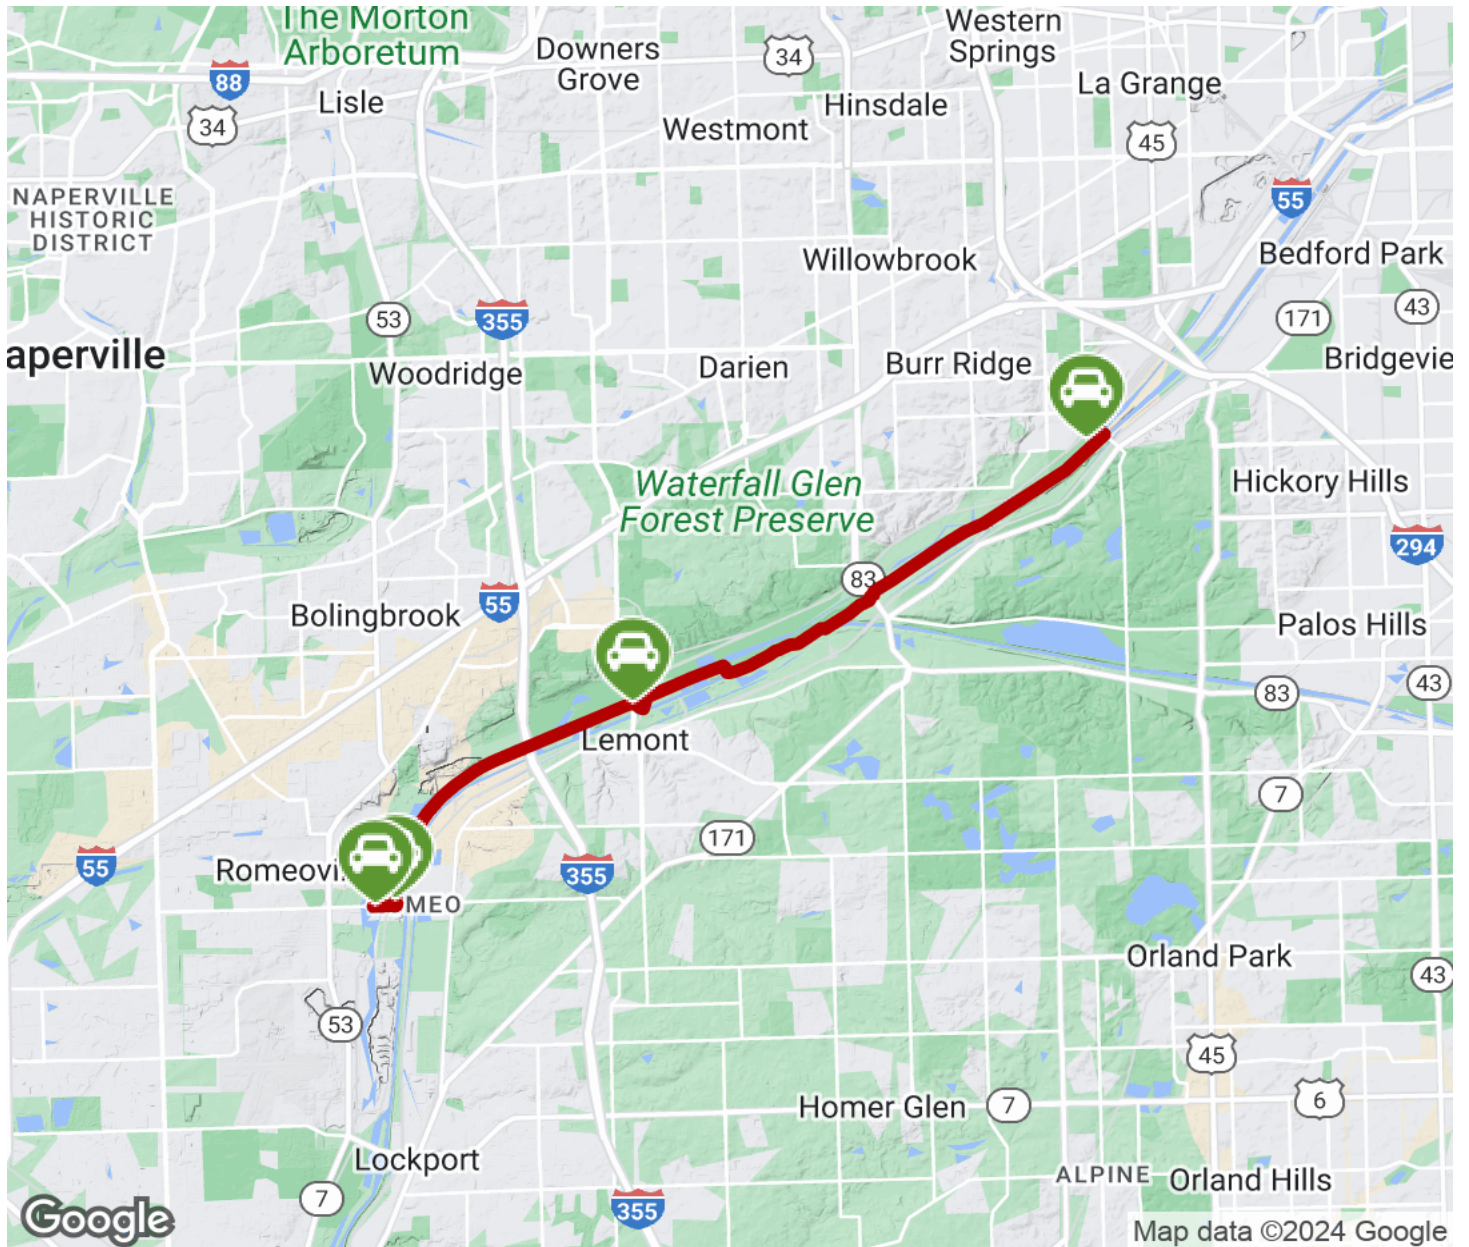 The Morton
Arboretum
Downers
Grove
34
Western
Springs
88
La Grange
Lisle
Hinsdale
34
Westmont
45
NAPERVILLE
HISTORIC
DISTRICT
55
Bedford Park
Willowbrook
43
171
53
355
aperville
Bridgevie
Burr Ridge
Darien
Woodridge
Waterfall Glen
Forest Preserve
Hickory Hills
294
83
55
Bolingbrook
Palos Hills
43
83
Lemont
7
171
55
Romeovi
355
MEO
Orland Park
43
53
45
Homer Glen
7
6
Lockport
ALPINE
Orland Hills
7
355
Google
Map data ©2024 Google